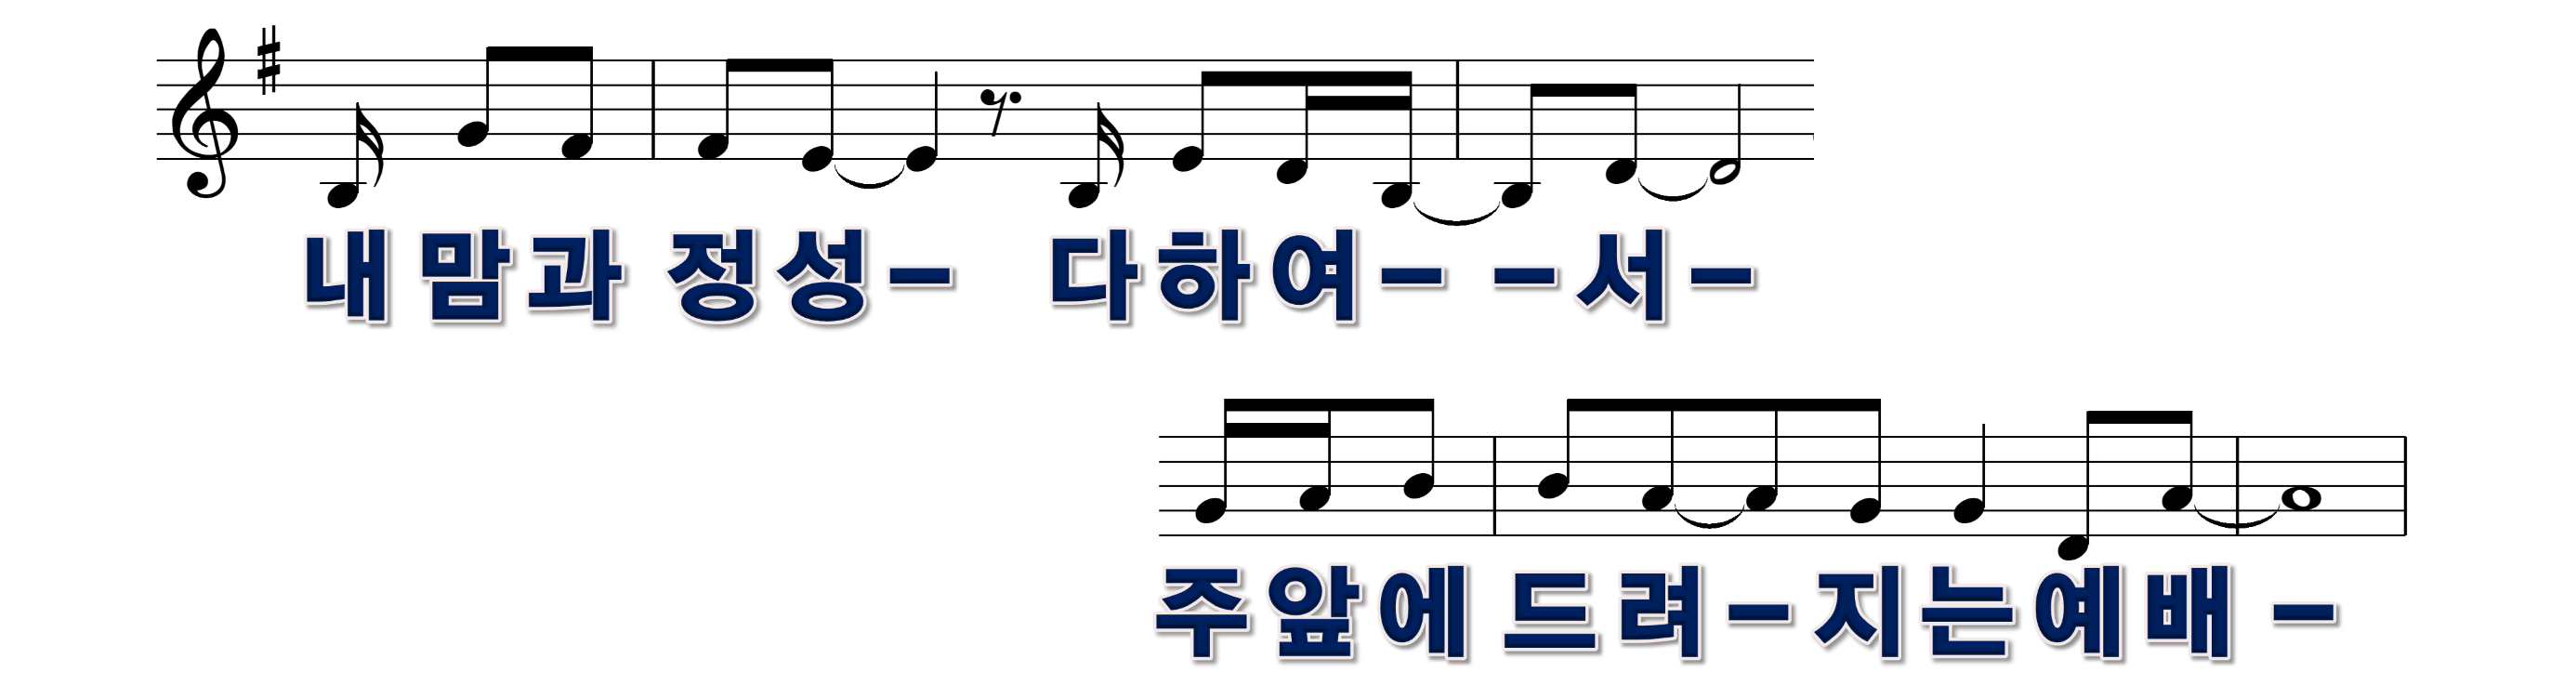 내 맘 과 정 성 - 다 하 여 - - 서 -
주 앞 에 드 려 - 지 는 예 배 -